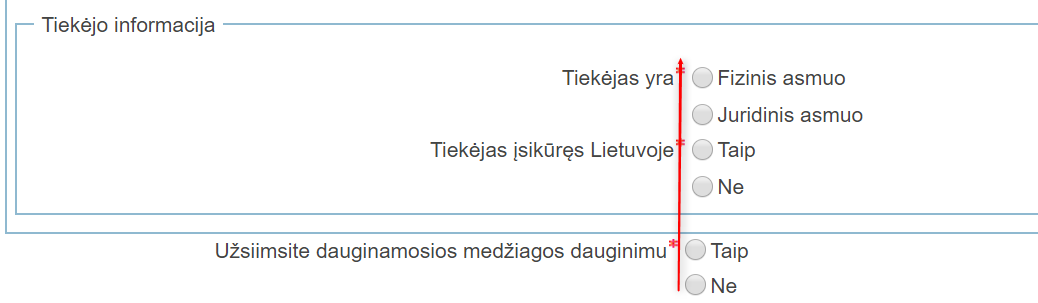 Tiekėjo informacija
Tiekėjas yra* Fizinis asmuo
Juridinis asmuo
Tiekėjas įsikūręs Lietuvoje* Taip
Ne
Užsiimsite dauginamosios medžiagos dauginimu* Taip
Ne